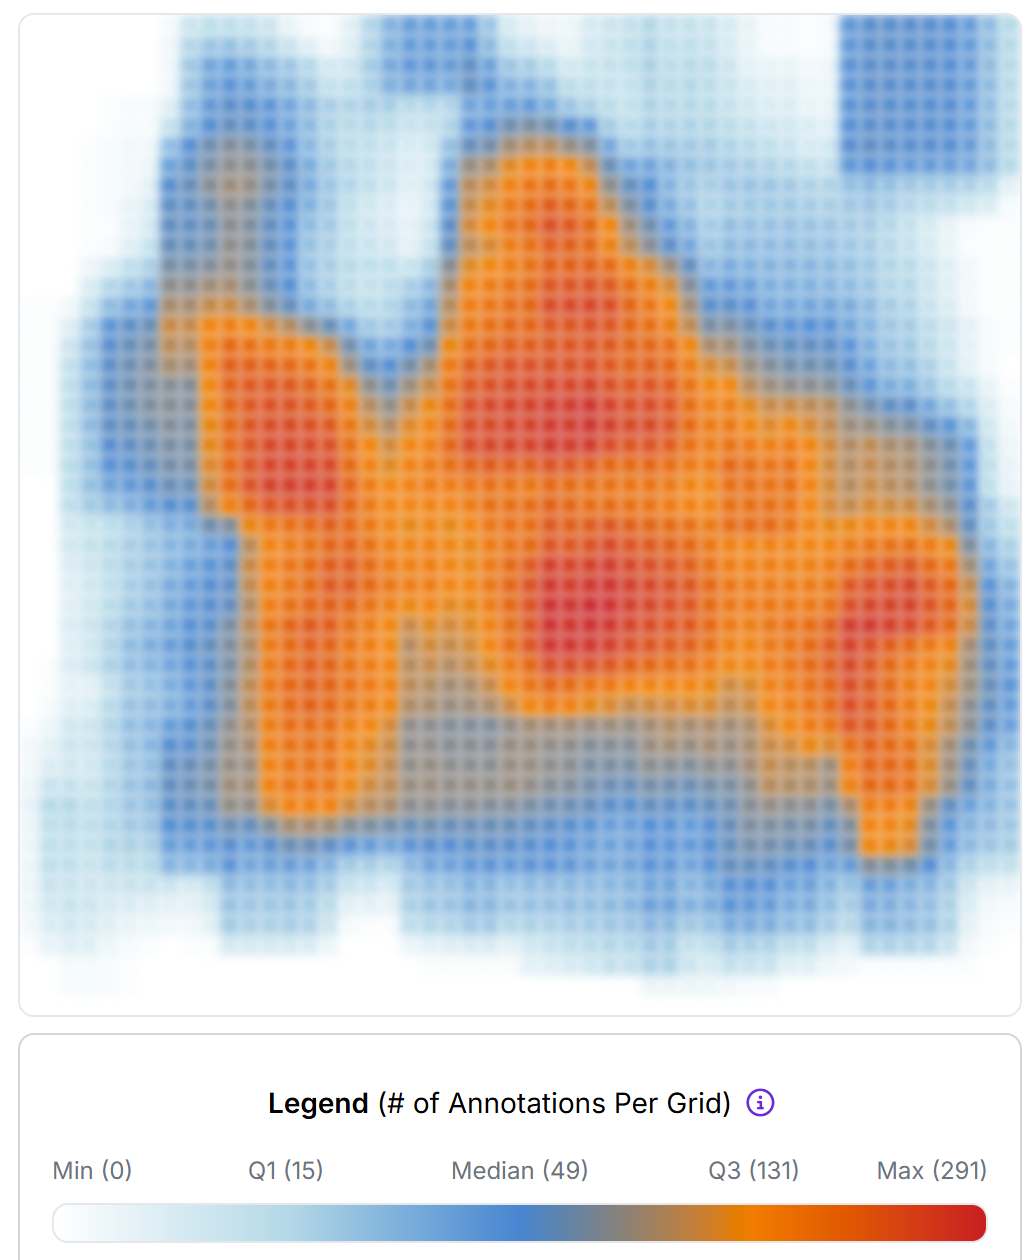 Legend (# of Annotations Per Grid)
Min (0) Q1 (15) Median (49) Q3 (131) Max (291)